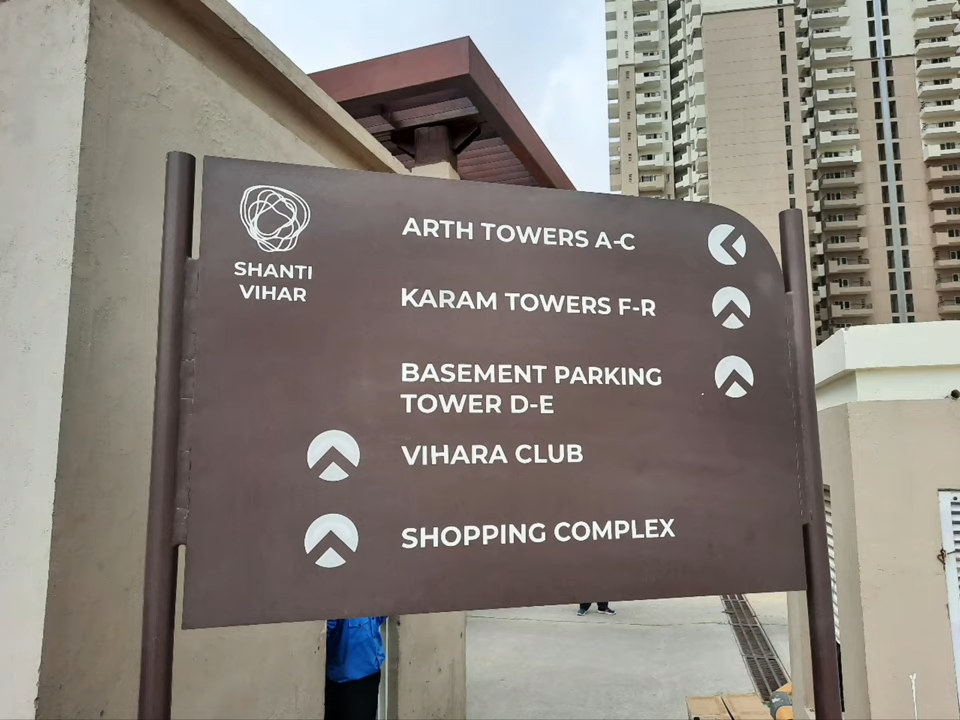 SHANTI
VIHAR
ARTH TOWERS A-C
KARAM TOWERS F-R
BASEMENT PARKING
TOWER D-E
VIHARA CLUB
SHOPPING COMPLEX